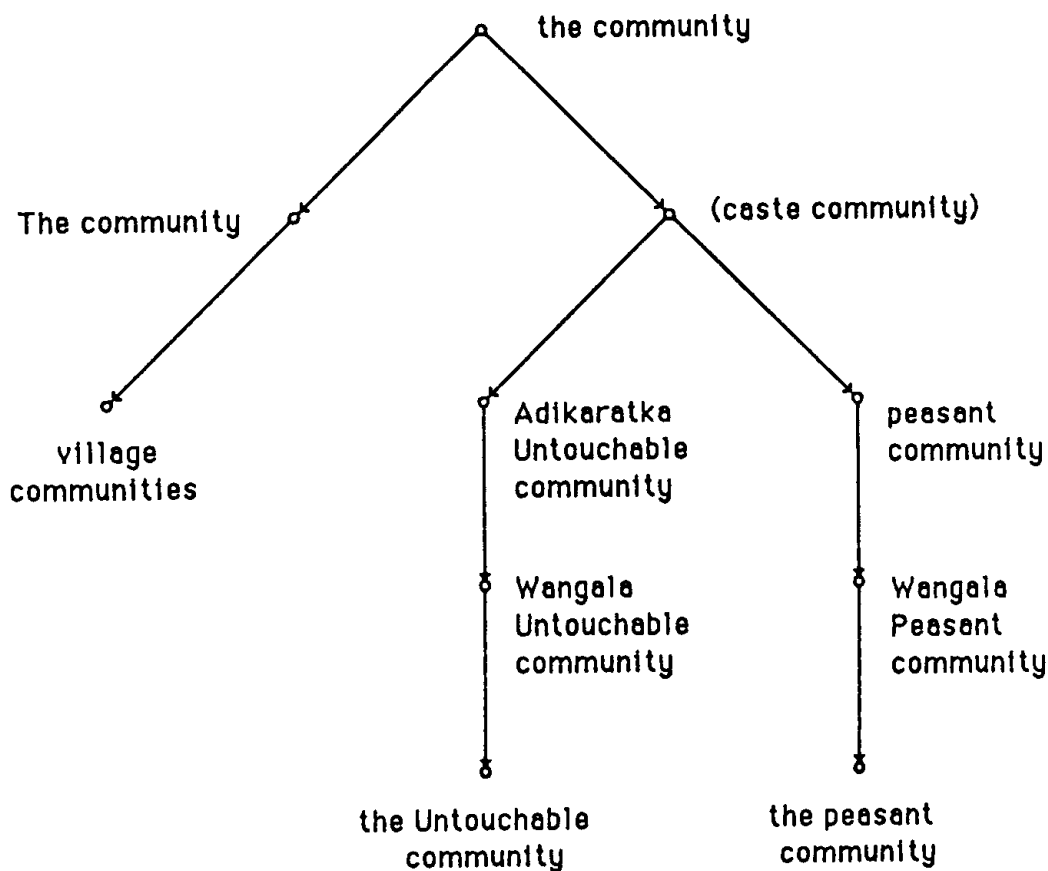 the community
The community
(caste community)
village
communities
Adikaratka
Untouchable
community
peasant
community
Wangala
Untouchable
community
Wangala
Peasant
community
the Untouchable
community
the peasant
community